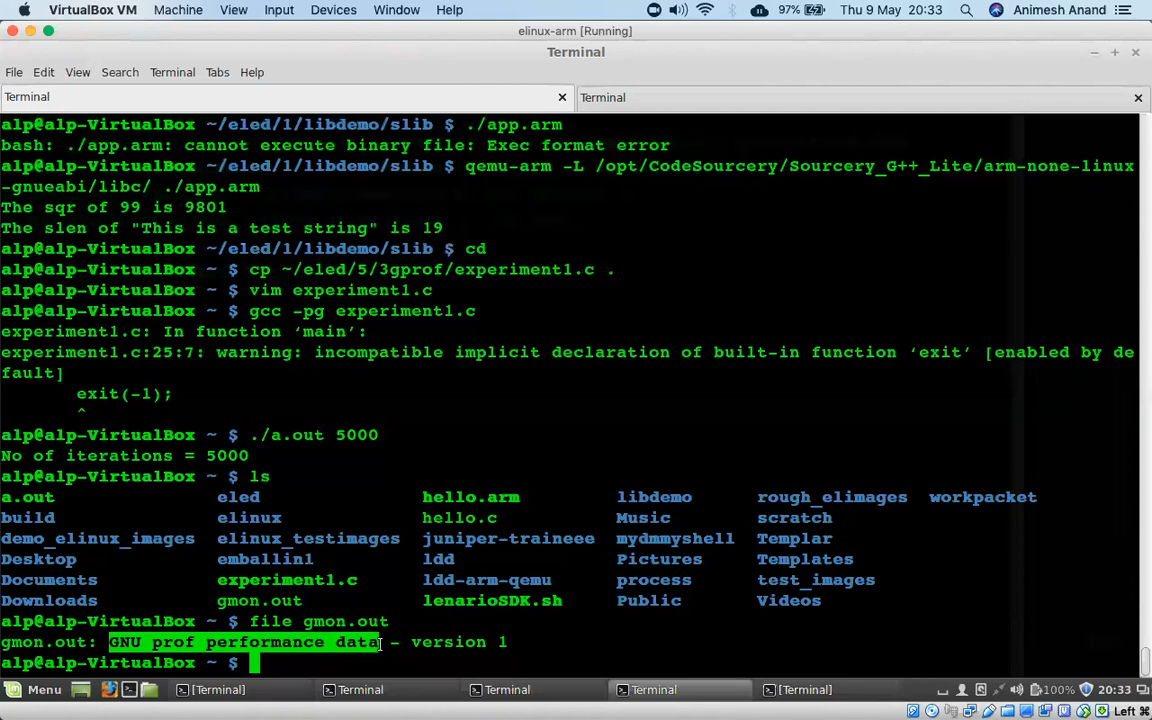 VirtualBox VM Machine View Input Devices Window Help 97% Thu 9 May 20:33 Animesh Anand
elinux-arm [Running]
Terminal
File Edit View Search Terminal Tabs Help
Terminal Terminal
alp@alp-VirtualBox ~/eled/1/libdemo/slib $ ./app.arm
bash: ./app.arm: cannot execute binary file: Exec format error
alp@alp-VirtualBox ~/eled/1/libdemo/slib $ qemu-arm -L /opt/CodeSourcery/Sourcery_G++_Lite/arm-none-linux
-gnueabi/libc/ ./app.arm
The sqr of 99 is 9801
The slen of "This is a test string" is 19
alp@alp-VirtualBox ~/eled/1/libdemo/slib $ cd
alp@alp-VirtualBox ~ $ cp ~/eled/5/3gprof/experiment1.c .
alp@alp-VirtualBox ~ $ vim experiment1.c
alp@alp-VirtualBox ~ $ gcc -pg experiment1.c
experiment1.c: In function ‘main’:
experiment1.c:25:7: warning: incompatible implicit declaration of built-in function ‘exit’ [enabled by de
fault]
exit(-1);
^
alp@alp-VirtualBox ~ $ ./a.out 5000
No of iterations = 5000
alp@alp-VirtualBox ~ $ ls
a.out eled hello.arm libdemo rough_elimages workpacket
build elinux hello.c Music scratch
demo_elinux_images elinux_testimages juniper-traineee mydmmyshell Templar
Desktop emballin1 ldd Pictures Templates
Documents experiment1.c ldd-arm-qemu process test_images
Downloads gmon.out lenarioSDK.sh Public Videos
alp@alp-VirtualBox ~ $ file gmon.out
gmon.out: GNU prof performance data - version 1
alp@alp-VirtualBox ~ $
Menu [Terminal] Terminal Terminal Terminal [Terminal] 100% 20:33
Left ⌘